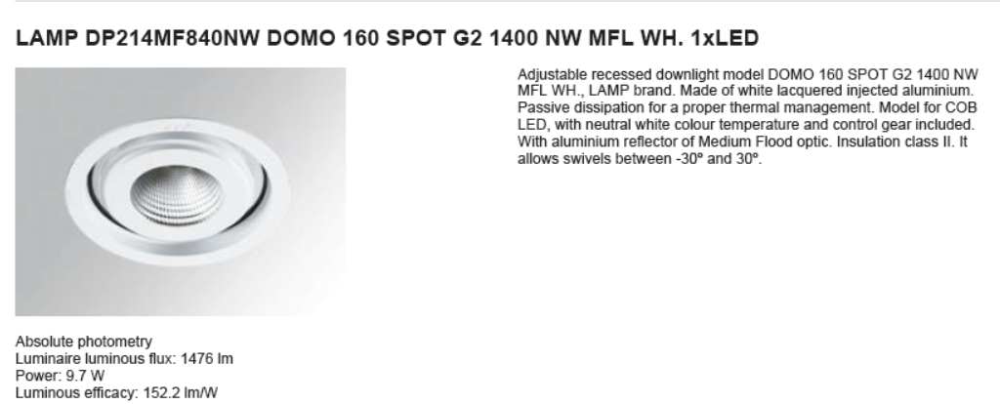 LAMP DP214MF840NW DOMO 160 SPOT G2 1400 NW MFL WH. 1xLED
Adjustable recessed downlight model DOMO 160 SPOT G2 1400 NW
MFL WH., LAMP brand. Made of white lacquered injected aluminium.
Passive dissipation for a proper thermal management. Model for COB
LED, with neutral white colour temperature and control gear included.
With aluminium reflector of Medium Flood optic. Insulation class II. It
allows swivels between -30º and 30º.
Absolute photometry
Luminaire luminous flux: 1476 lm
Power: 9.7 W
Luminous efficacy: 152.2 lm/W